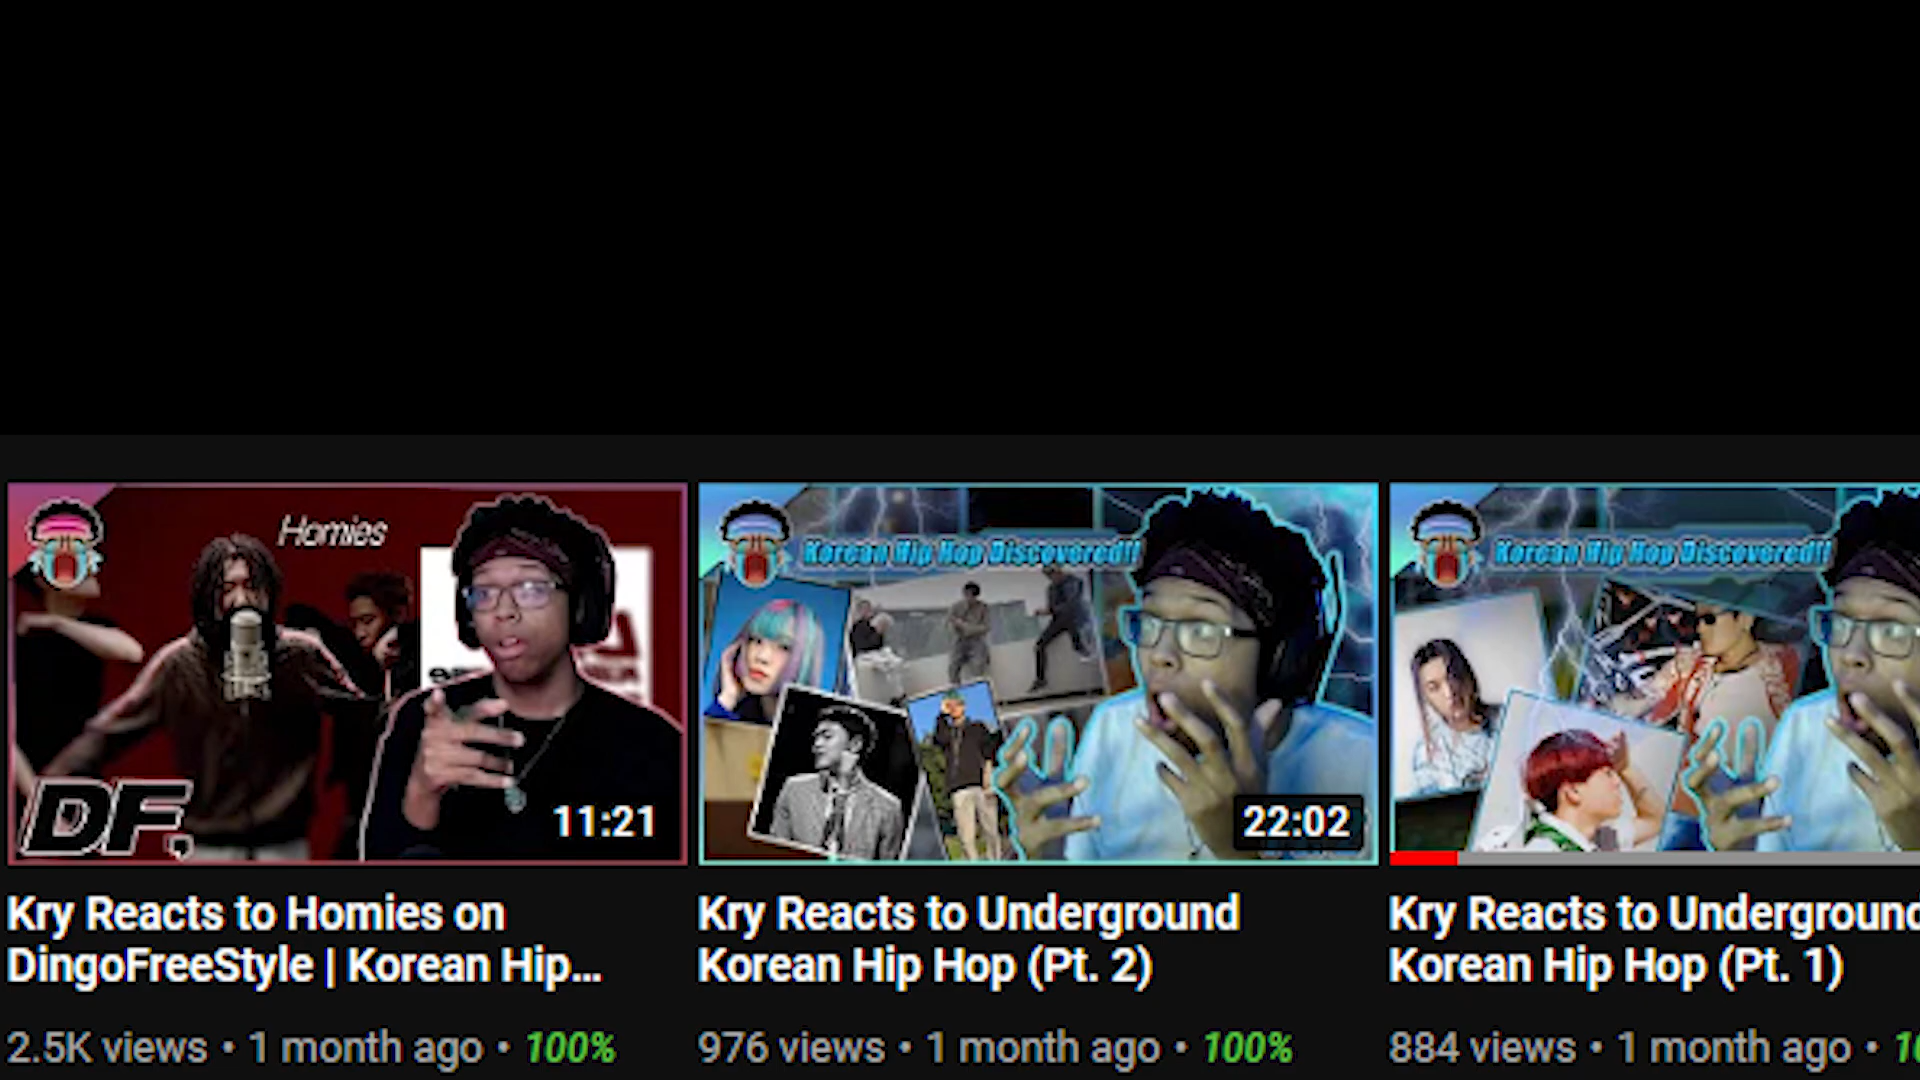 Homies
DF.
11:21
Kry Reacts to Homies on
DingoFreeStyle | Korean Hip...
2.5K views • 1 month ago • 100%
Korean Hip Hop Discovered!!
22:02
Kry Reacts to Underground
Korean Hip Hop (Pt. 2)
976 views • 1 month ago • 100%
Korean Hip Hop Discovered!!
Kry Reacts to Underground
Korean Hip Hop (Pt. 1)
884 views • 1 month ago •